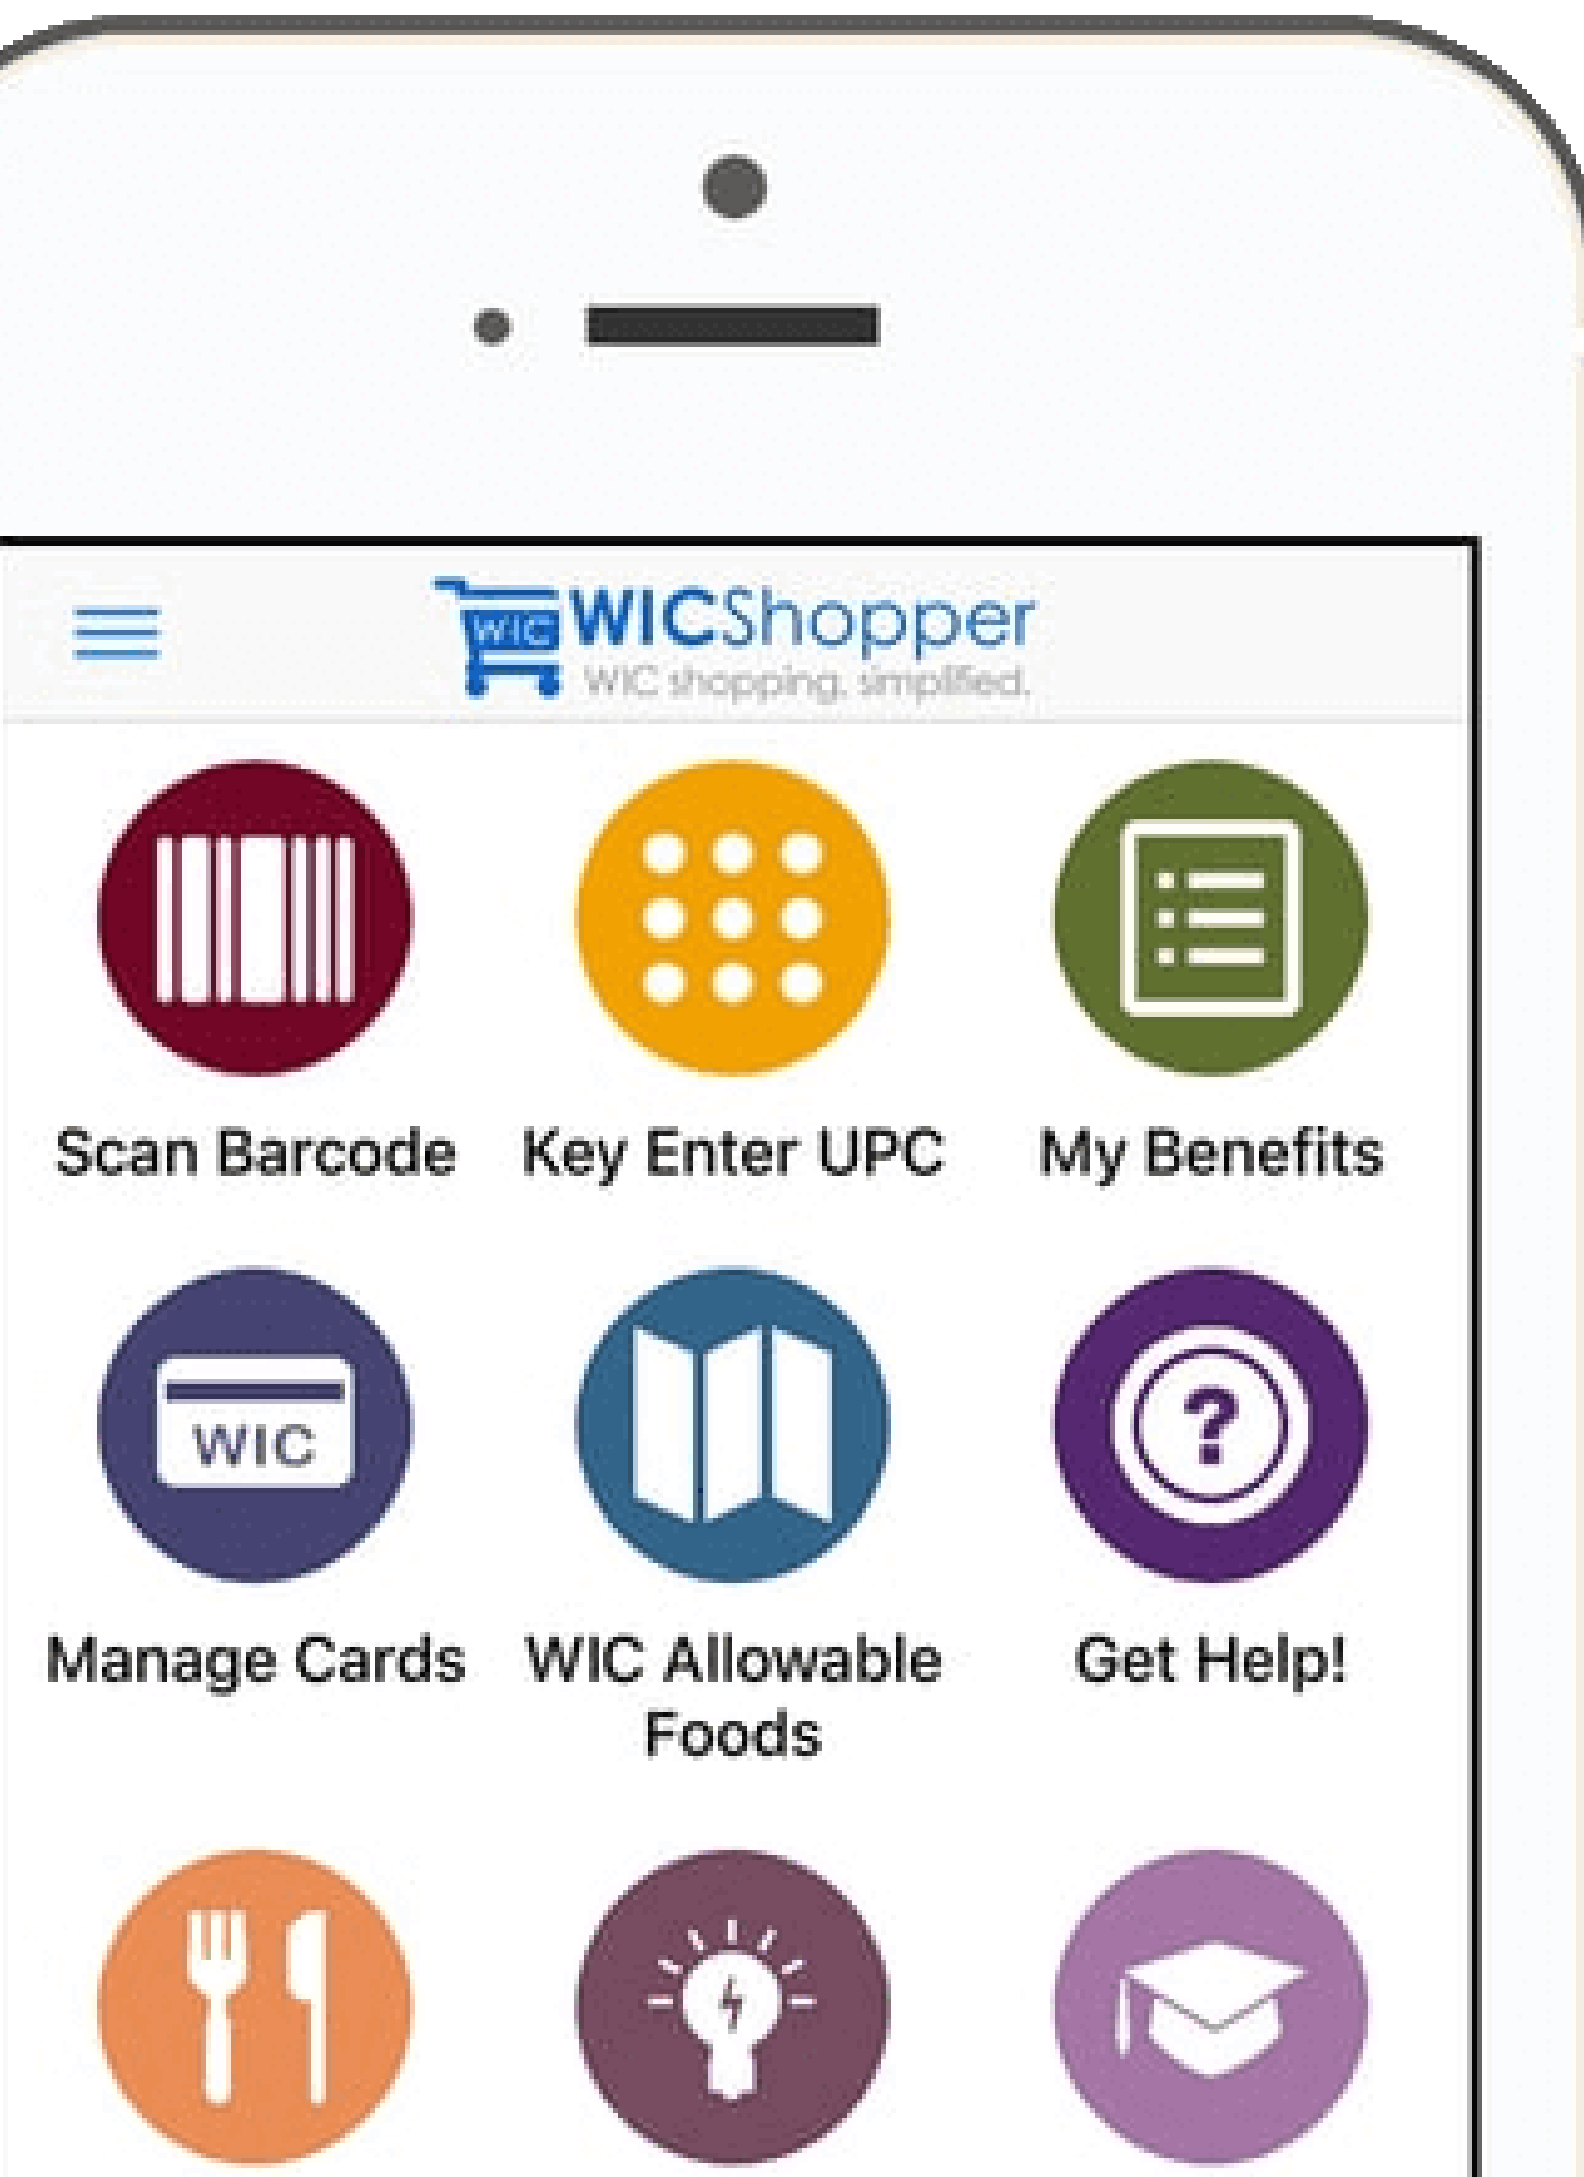 WIC
WICShopper
WIC shopping, simplified.
Scan Barcode
Key Enter UPC
My Benefits
WIC
?
Manage Cards
WIC Allowable
Foods
Get Help!